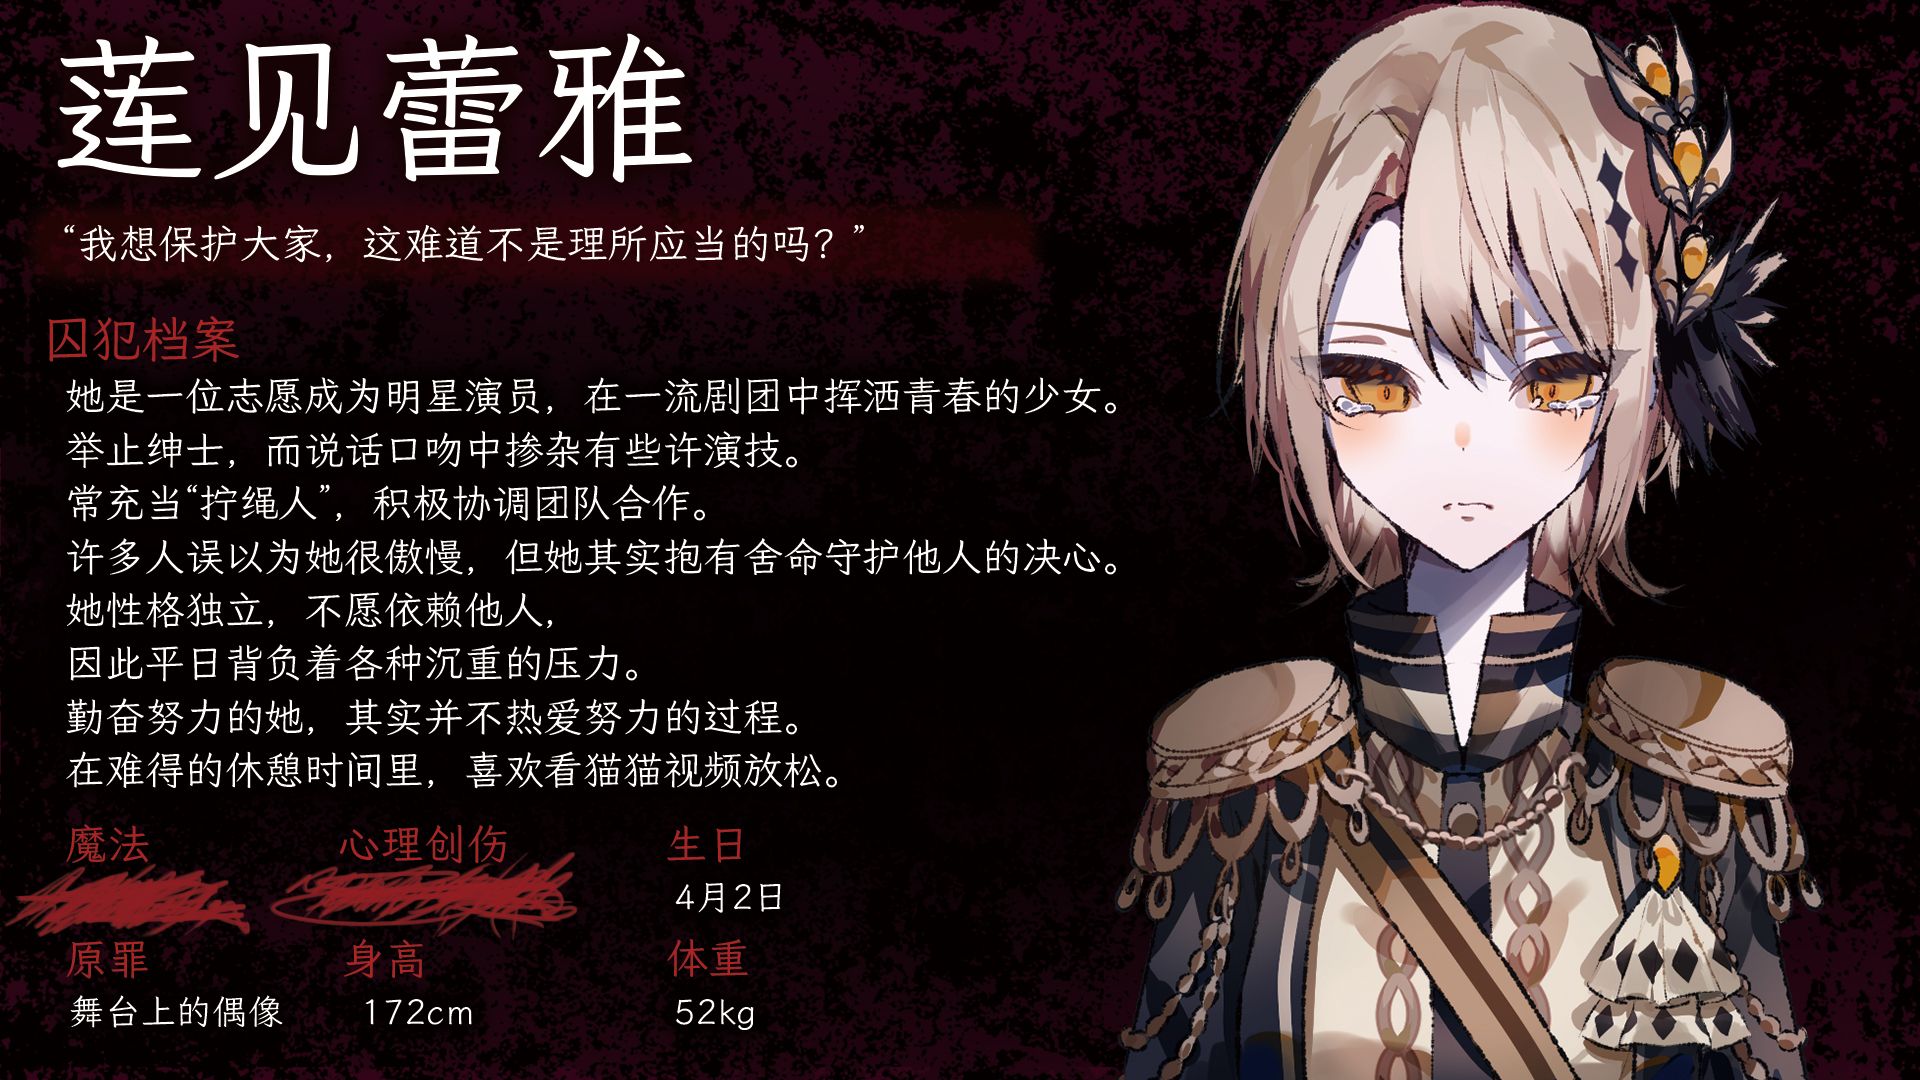 莲见蕾雅
“我想保护大家，这难道不是理所应当的吗？”
囚犯档案
她是一位志愿成为明星演员，在一流剧团中挥洒青春的少女。
举止绅士，而说话口吻中掺杂有些许演技。
常充当“拧绳人”，积极协调团队合作。
许多人误以为她很傲慢，但她其实抱有舍命守护他人的决心。
她性格独立，不愿依赖他人，
因此平日背负着各种沉重的压力。
勤奋努力的她，其实并不热爱努力的过程。
在难得的休憩时间里，喜欢看猫猫视频放松。
魔法 心理创伤 生日
4月2日
原罪 身高 体重
舞台上的偶像 172cm 52kg